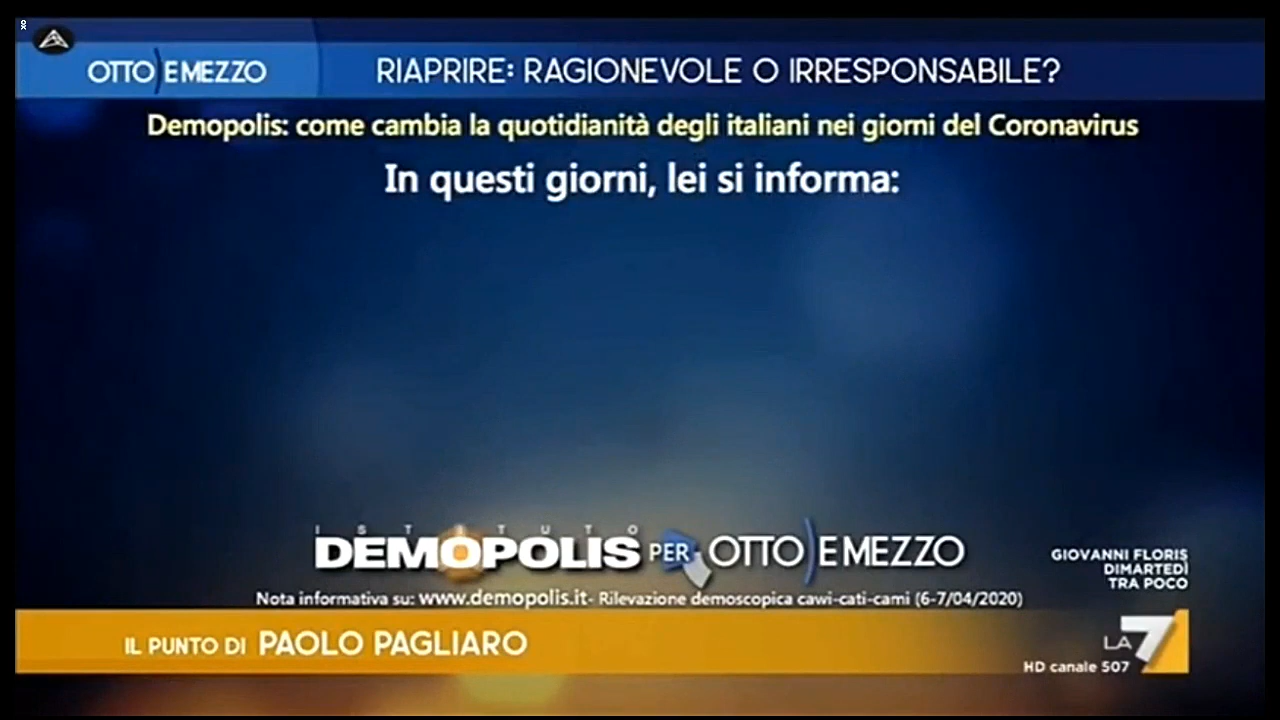 OTTO E MEZZO
RIAPRIRE: RAGIONEVOLE O IRRESPONSABILE?
Demopolis: come cambia la quotidianità degli italiani nei giorni del Coronavirus
In questi giorni, lei si informa:
ISTITUTO
DEMOPOLIS PER OTTO E MEZZO
Nota informativa su: www.demopolis.it- Rilevazione demoscopica cawi-cati-cami (6-7/04/2020)
GIOVANNI FLORIS
DIMARTEDÌ
TRA POCO
IL PUNTO DI PAOLO PAGLIARO
LA7
HD canale 507